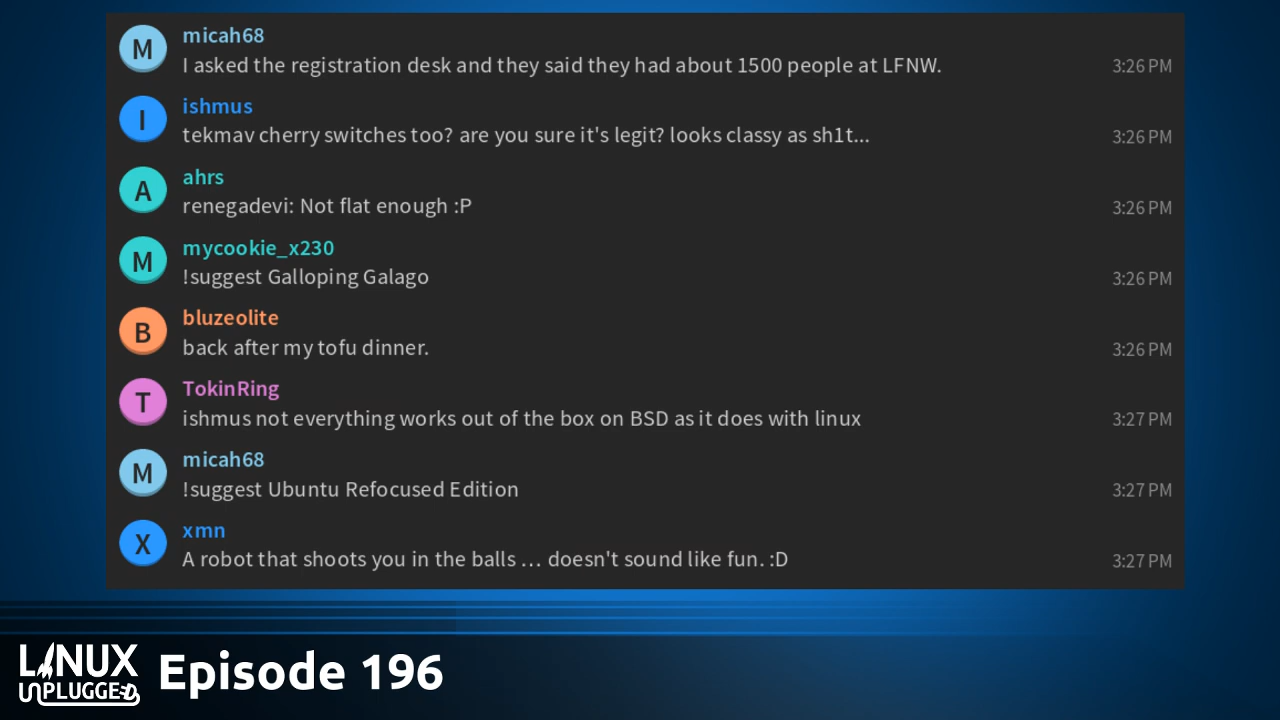 M
micah68
I asked the registration desk and they said they had about 1500 people at LFNW.
3:26 PM
I
ishmus
tekmav cherry switches too? are you sure it's legit? looks classy as sh1t...
3:26 PM
A
ahrs
renegadevi: Not flat enough :P
3:26 PM
M
mycookie_x230
!suggest Galloping Galago
3:26 PM
B
bluzeolite
back after my tofu dinner.
3:26 PM
T
TokinRing
ishmus not everything works out of the box on BSD as it does with linux
3:27 PM
M
micah68
!suggest Ubuntu Refocused Edition
3:27 PM
X
xmn
A robot that shoots you in the balls … doesn't sound like fun. :D
3:27 PM
LINUX
UNPLUGGED
Episode 196